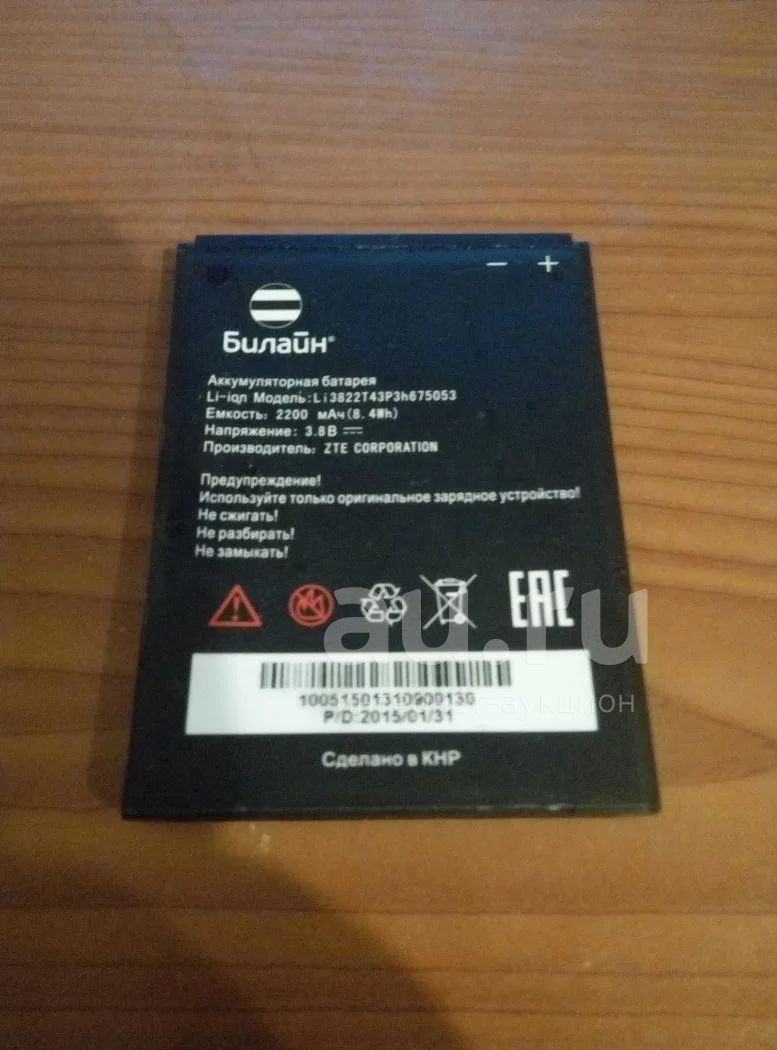 − +
Билайн®
Аккумуляторная батарея
Li-ion Модель:Li3822T43P3h675053
Емкость: 2200 мАч(8.4Wh)
Напряжение: 3.8В
Производитель: ZTE CORPORATION
Предупреждение!
Используйте только оригинальное зарядное устройство!
Не сжигать!
Не разбирать!
Не замыкать!
EAC
au.ru
аукцион
10051501310900130
P/D:2015/01/31
Сделано в КНР